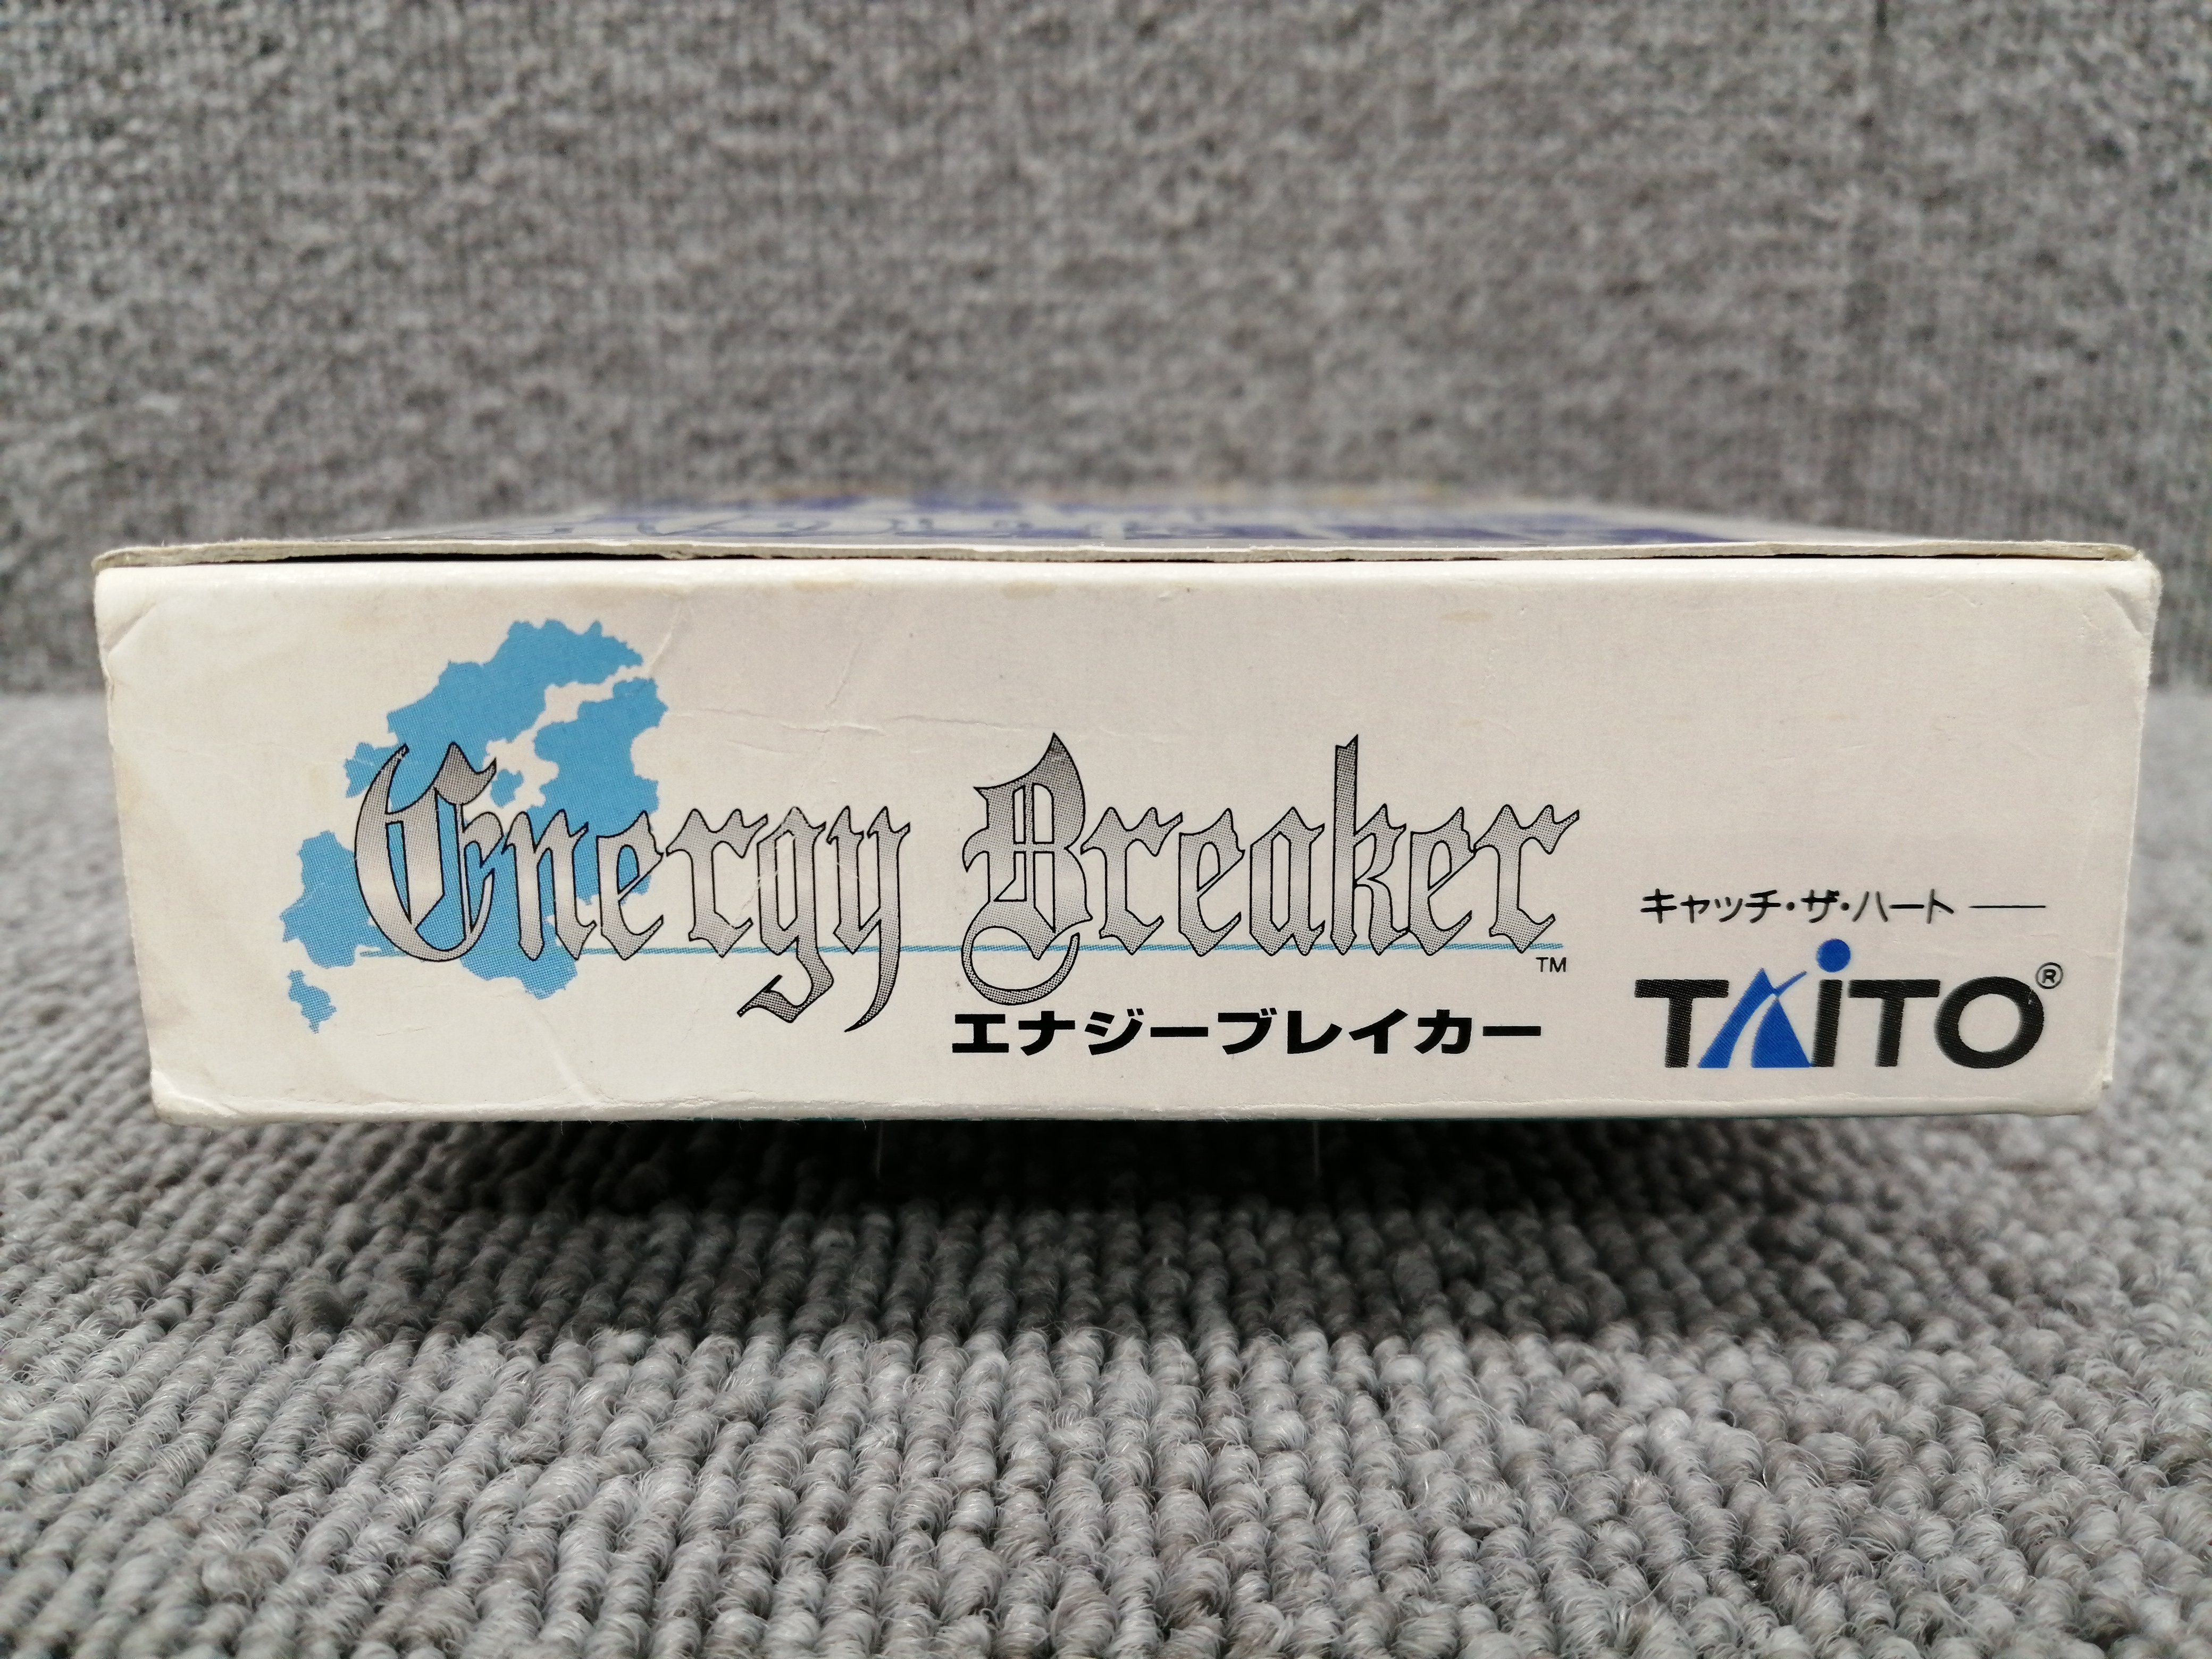 Energy Breaker
TM
エナジーブレイカー
キャッチ・ザ・ハート
TAiTO®